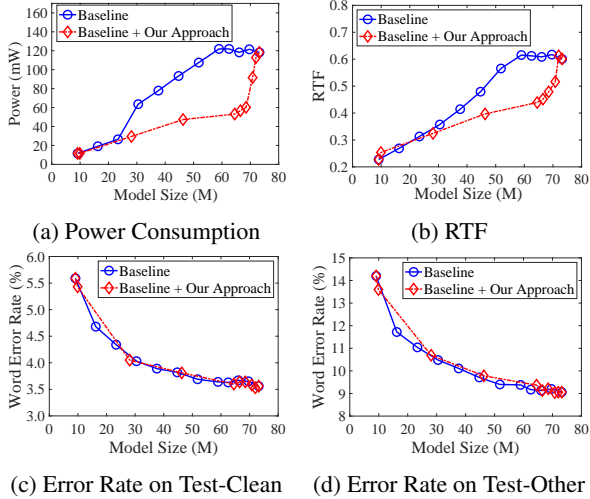 160
140
120
100
80
60
40
20
0
Power (mW)
Baseline
Baseline + Our Approach
0 10 20 30 40 50 60 70 80
Model Size (M)
(a) Power Consumption
0.8
0.7
0.6
0.5
0.4
0.3
0.2
RTF
Baseline
Baseline + Our Approach
0 10 20 30 40 50 60 70 80
Model Size (M)
(b) RTF
6.0
5.5
5.0
4.5
4.0
3.5
3.0
Word Error Rate (%)
Baseline
Baseline + Our Approach
0 10 20 30 40 50 60 70 80
Model Size (M)
(c) Error Rate on Test-Clean
15
14
13
12
11
10
9
8
Word Error Rate (%)
Baseline
Baseline + Our Approach
0 10 20 30 40 50 60 70 80
Model Size (M)
(d) Error Rate on Test-Other